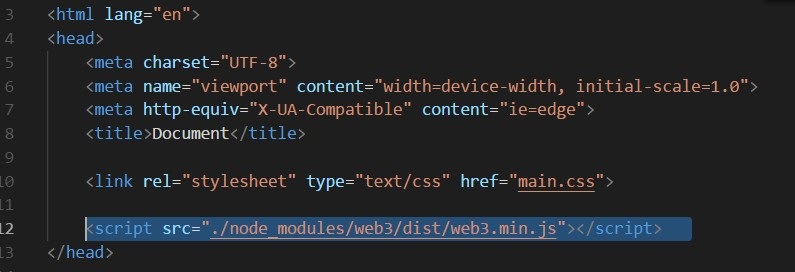 3 <html lang="en">
4 <head>
5 <meta charset="UTF-8">
6 <meta name="viewport" content="width=device-width, initial-scale=1.0">
7 <meta http-equiv="X-UA-Compatible" content="ie=edge">
8 <title>Document</title>
9
10 <link rel="stylesheet" type="text/css" href="main.css">
11
12 <script src="./node_modules/web3/dist/web3.min.js"></script>
13 </head>